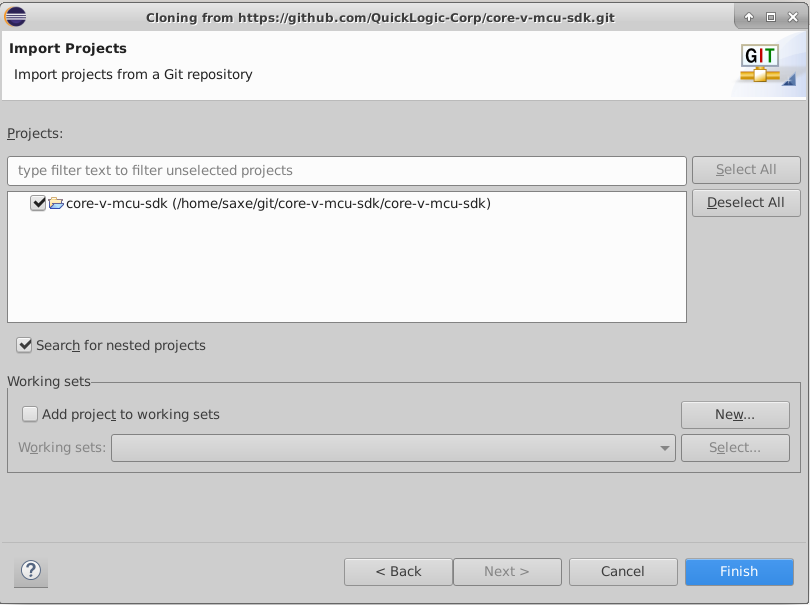 Cloning from https://github.com/QuickLogic-Corp/core-v-mcu-sdk.git
Import Projects
Import projects from a Git repository
GIT
Projects:
type filter text to filter unselected projects
Select All
core-v-mcu-sdk (/home/saxe/git/core-v-mcu-sdk/core-v-mcu-sdk)
Deselect All
Search for nested projects
Working sets
Add project to working sets
New...
Working sets:
Select...
?
< Back
Next >
Cancel
Finish